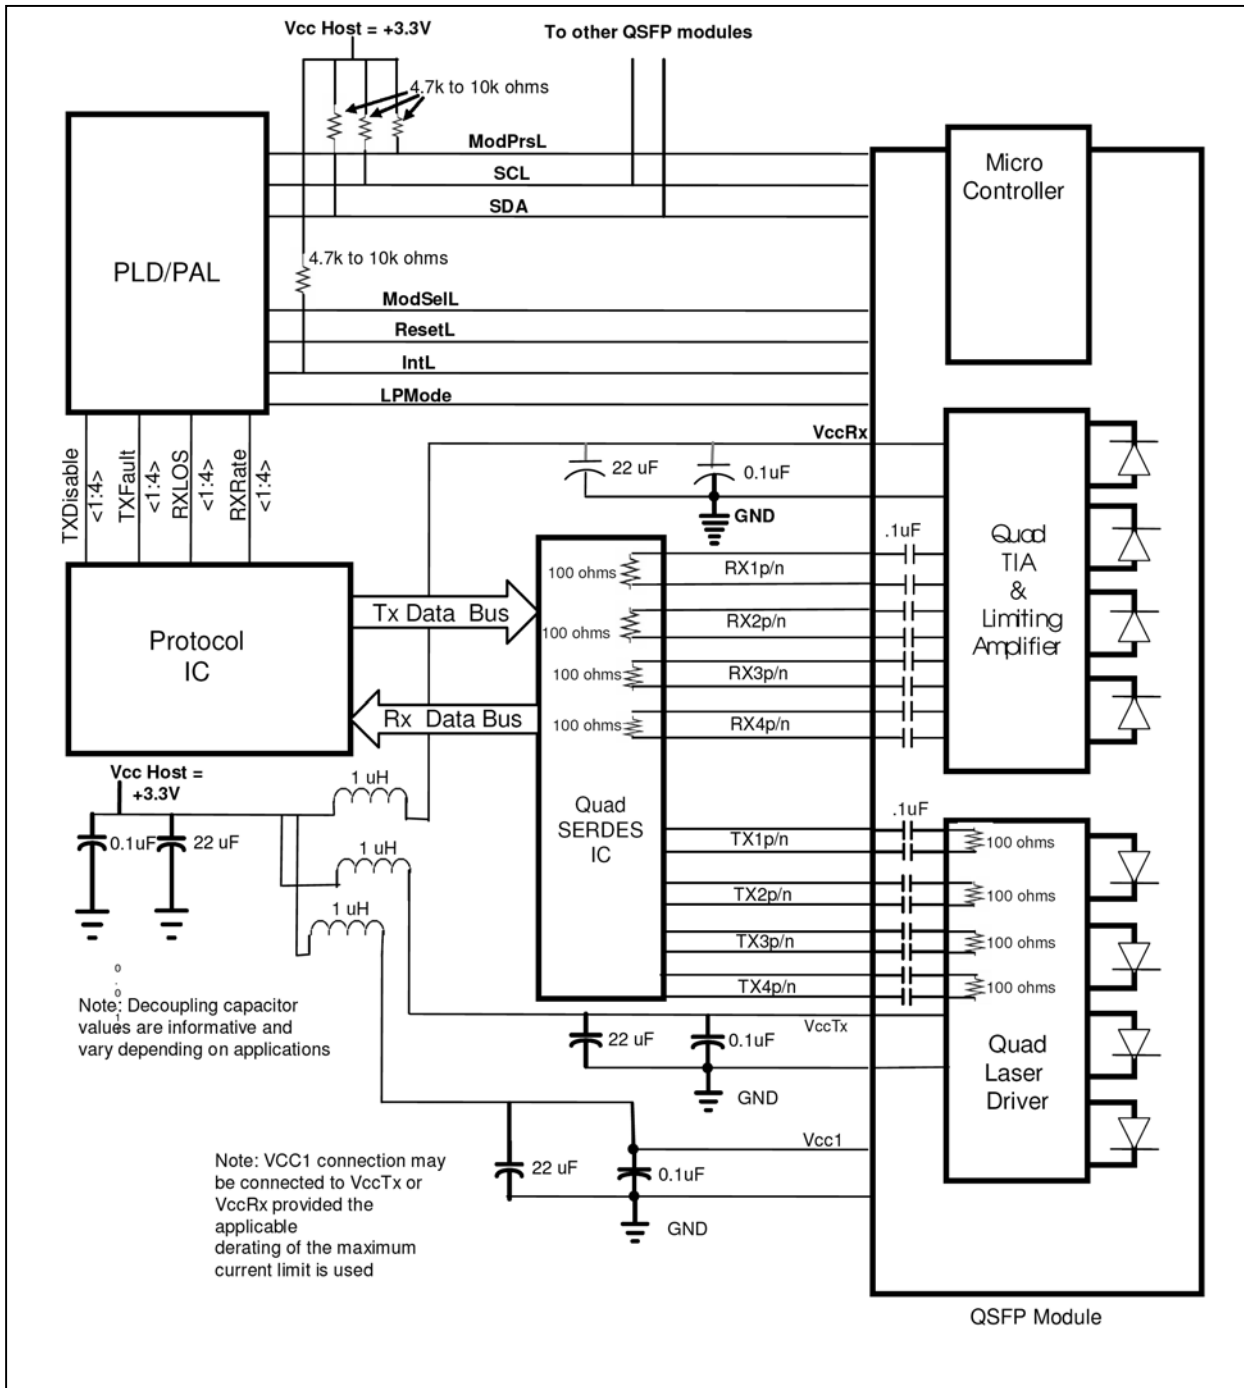 Vcc Host = +3.3V
To other QSFP modules
4.7k to 10k ohms
ModPrsL
SCL
SDA
Micro
Controller
PLD/PAL
4.7k to 10k ohms
ModSelL
ResetL
IntL
LPMode
TXDisable
<1:4>
TXFault
<1:4>
RXLOS
<1:4>
RXRate
<1:4>
VccRx
22 uF
0.1uF
GND
.1uF
100 ohms
RX1p/n
100 ohms
RX2p/n
100 ohms
RX3p/n
100 ohms
RX4p/n
Quad
TIA
&
Limiting
Amplifier
Tx Data Bus
Protocol
IC
Rx Data Bus
Vcc Host =
+3.3V
0.1uF
22 uF
1 uH
1 uH
1 uH
Quad
SERDES
IC
.1uF
TX1p/n
100 ohms
TX2p/n
100 ohms
TX3p/n
100 ohms
TX4p/n
100 ohms
0
.
0
1
Note: Decoupling capacitor
values are informative and
vary depending on applications
VccTx
22 uF
0.1uF
GND
Quad
Laser
Driver
Vcc1
22 uF
0.1uF
GND
Note: VCC1 connection may
be connected to VccTx or
VccRx provided the
applicable
derating of the maximum
current limit is used
QSFP Module